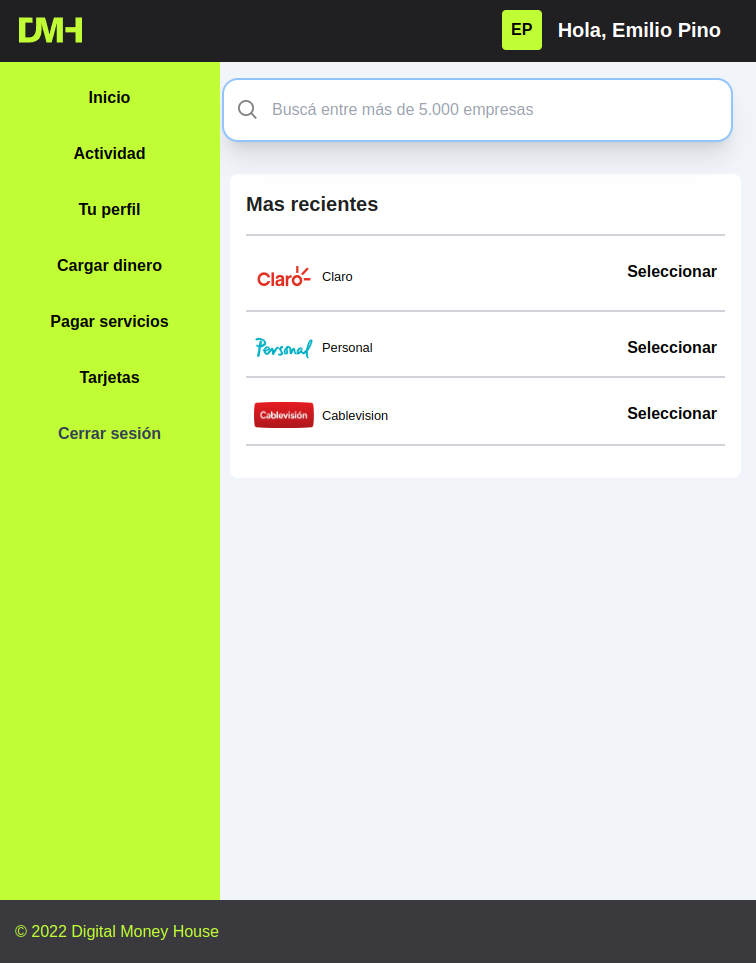 DMH
EP
Hola, Emilio Pino
Inicio
Actividad
Tu perfil
Cargar dinero
Pagar servicios
Tarjetas
Cerrar sesión
Buscá entre más de 5.000 empresas
Mas recientes
Claro Claro Seleccionar
Personal Personal Seleccionar
Cablevisión Cablevision Seleccionar
© 2022 Digital Money House